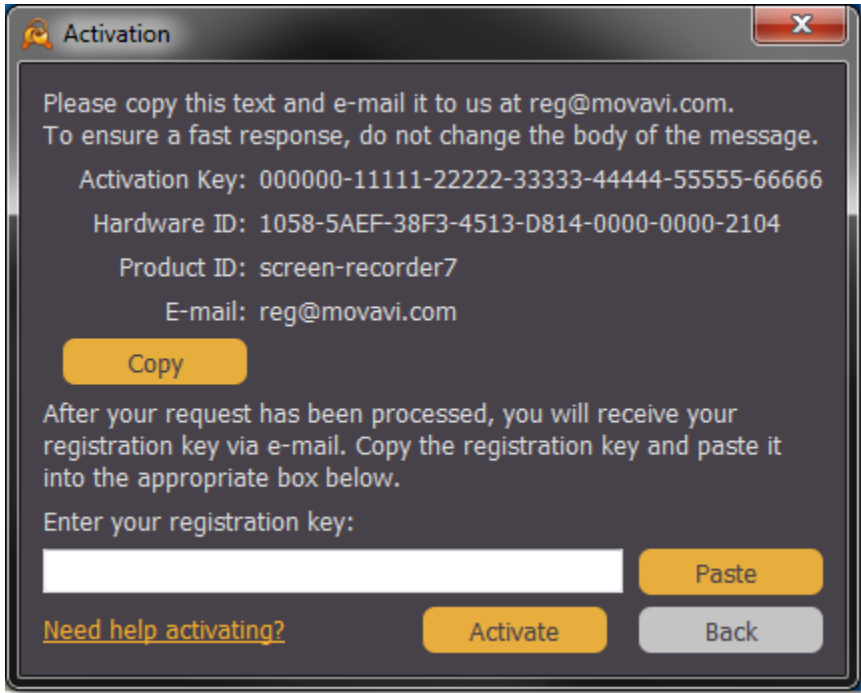 Activation
Please copy this text and e-mail it to us at reg@movavi.com.
To ensure a fast response, do not change the body of the message.
Activation Key: 000000-11111-22222-33333-44444-55555-66666
Hardware ID: 1058-5AEF-38F3-4513-D814-0000-0000-2104
Product ID: screen-recorder7
E-mail: reg@movavi.com
Copy
After your request has been processed, you will receive your
registration key via e-mail. Copy the registration key and paste it
into the appropriate box below.
Enter your registration key:
Paste
Need help activating? Activate Back